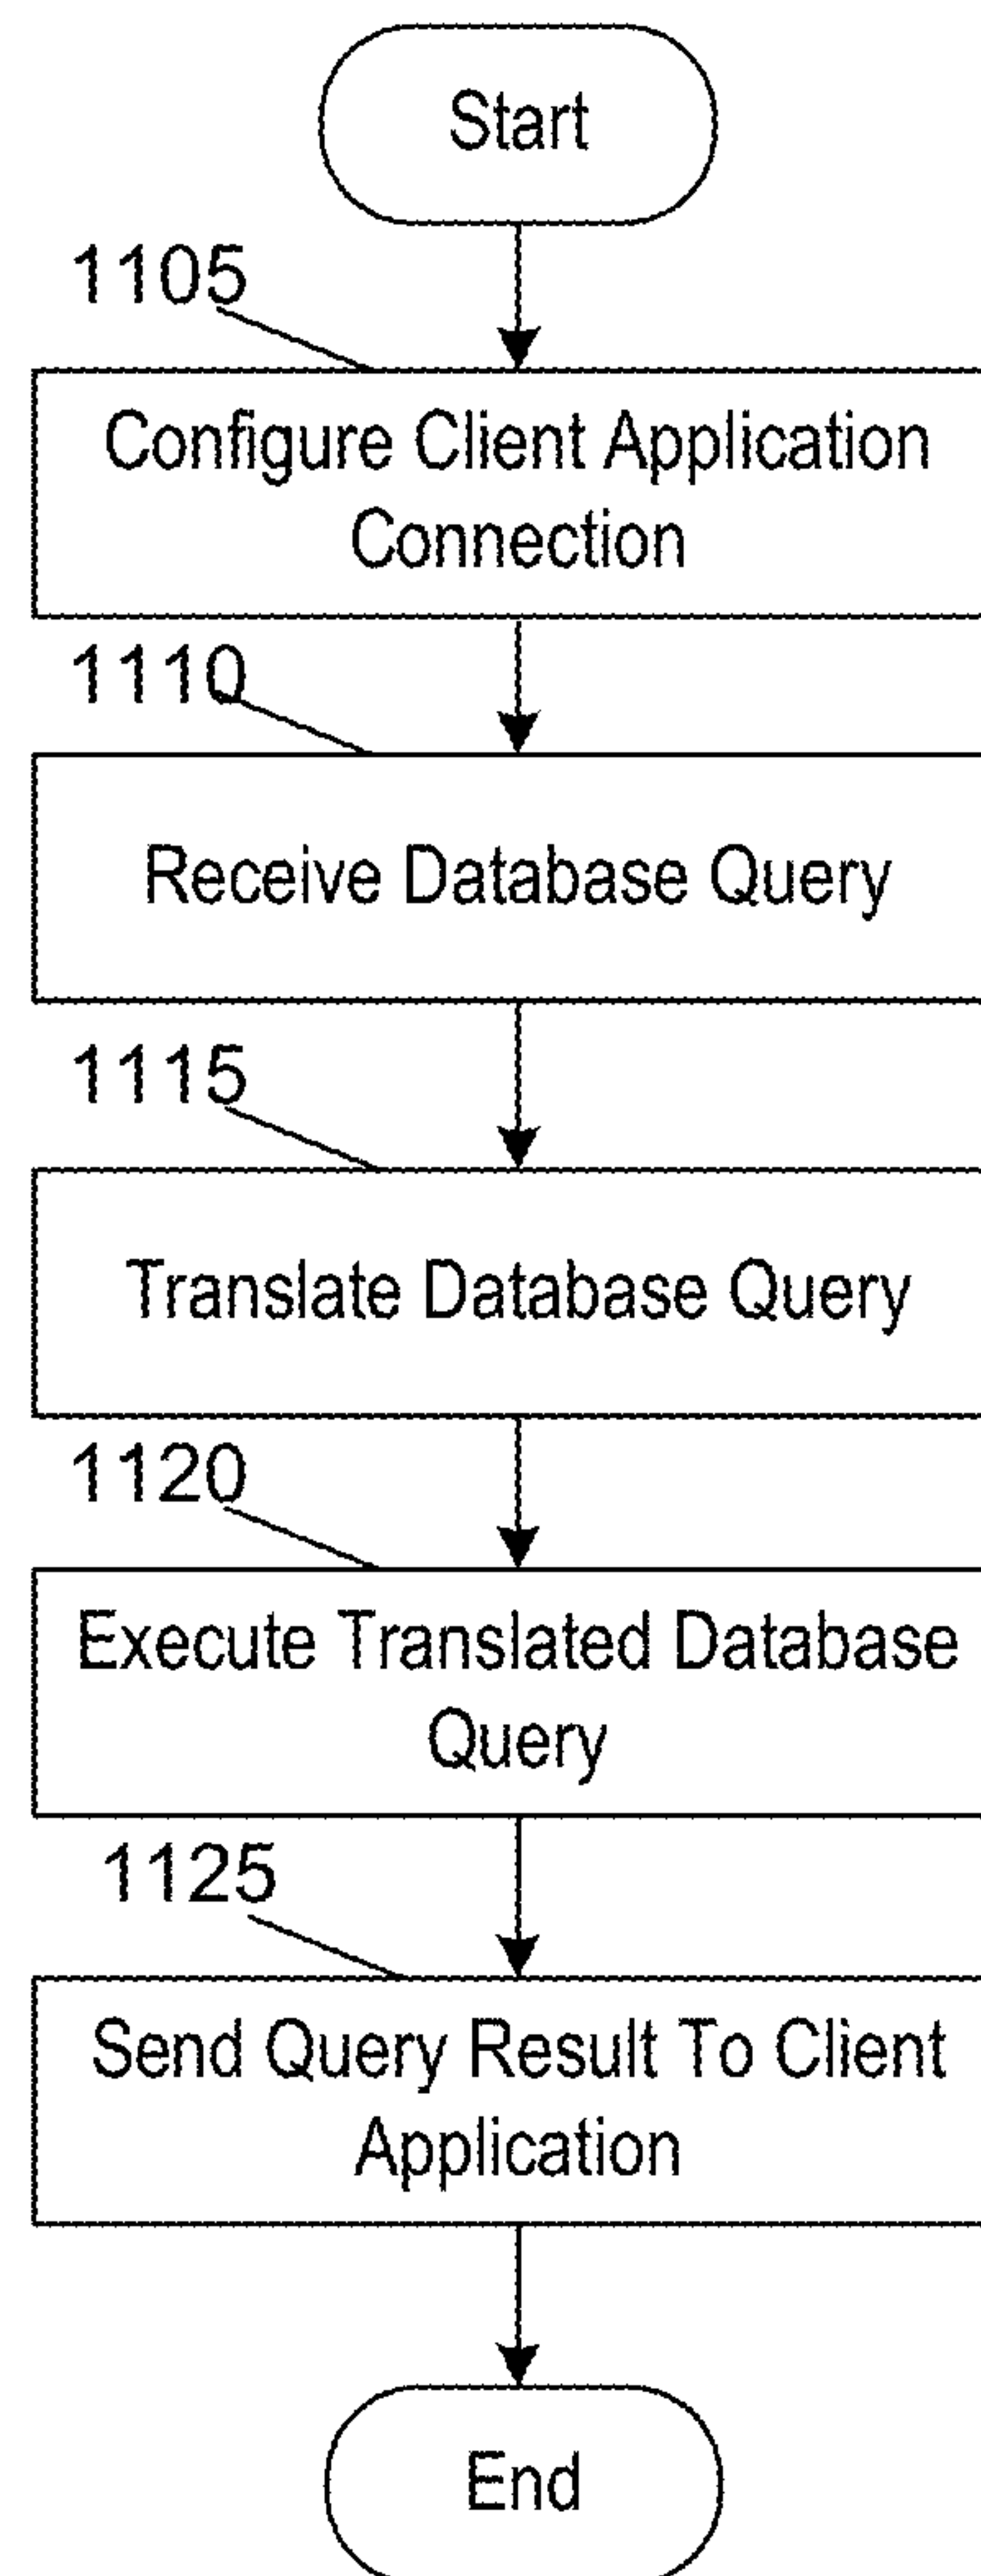 Start
1105
Configure Client Application
Connection
1110
Receive Database Query
1115
Translate Database Query
1120
Execute Translated Database
Query
1125
Send Query Result To Client
Application
End